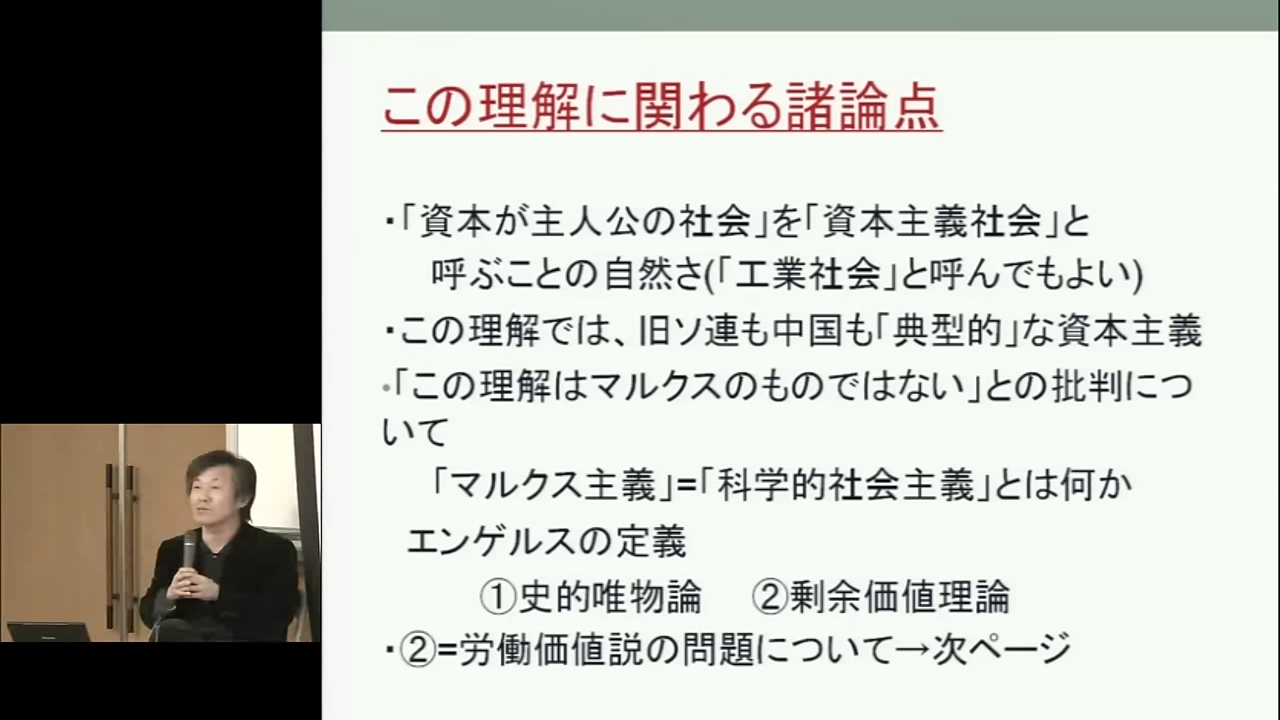 この理解に関わる諸論点
・「資本が主人公の社会」を「資本主義社会」と
呼ぶことの自然さ(「工業社会」と呼んでもよい)
・この理解では、旧ソ連も中国も「典型的」な資本主義
・「この理解はマルクスのものではない」との批判につ
いて
「マルクス主義」=「科学的社会主義」とは何か
エンゲルスの定義
①史的唯物論 ②剰余価値理論
・②=労働価値説の問題について→次ページ